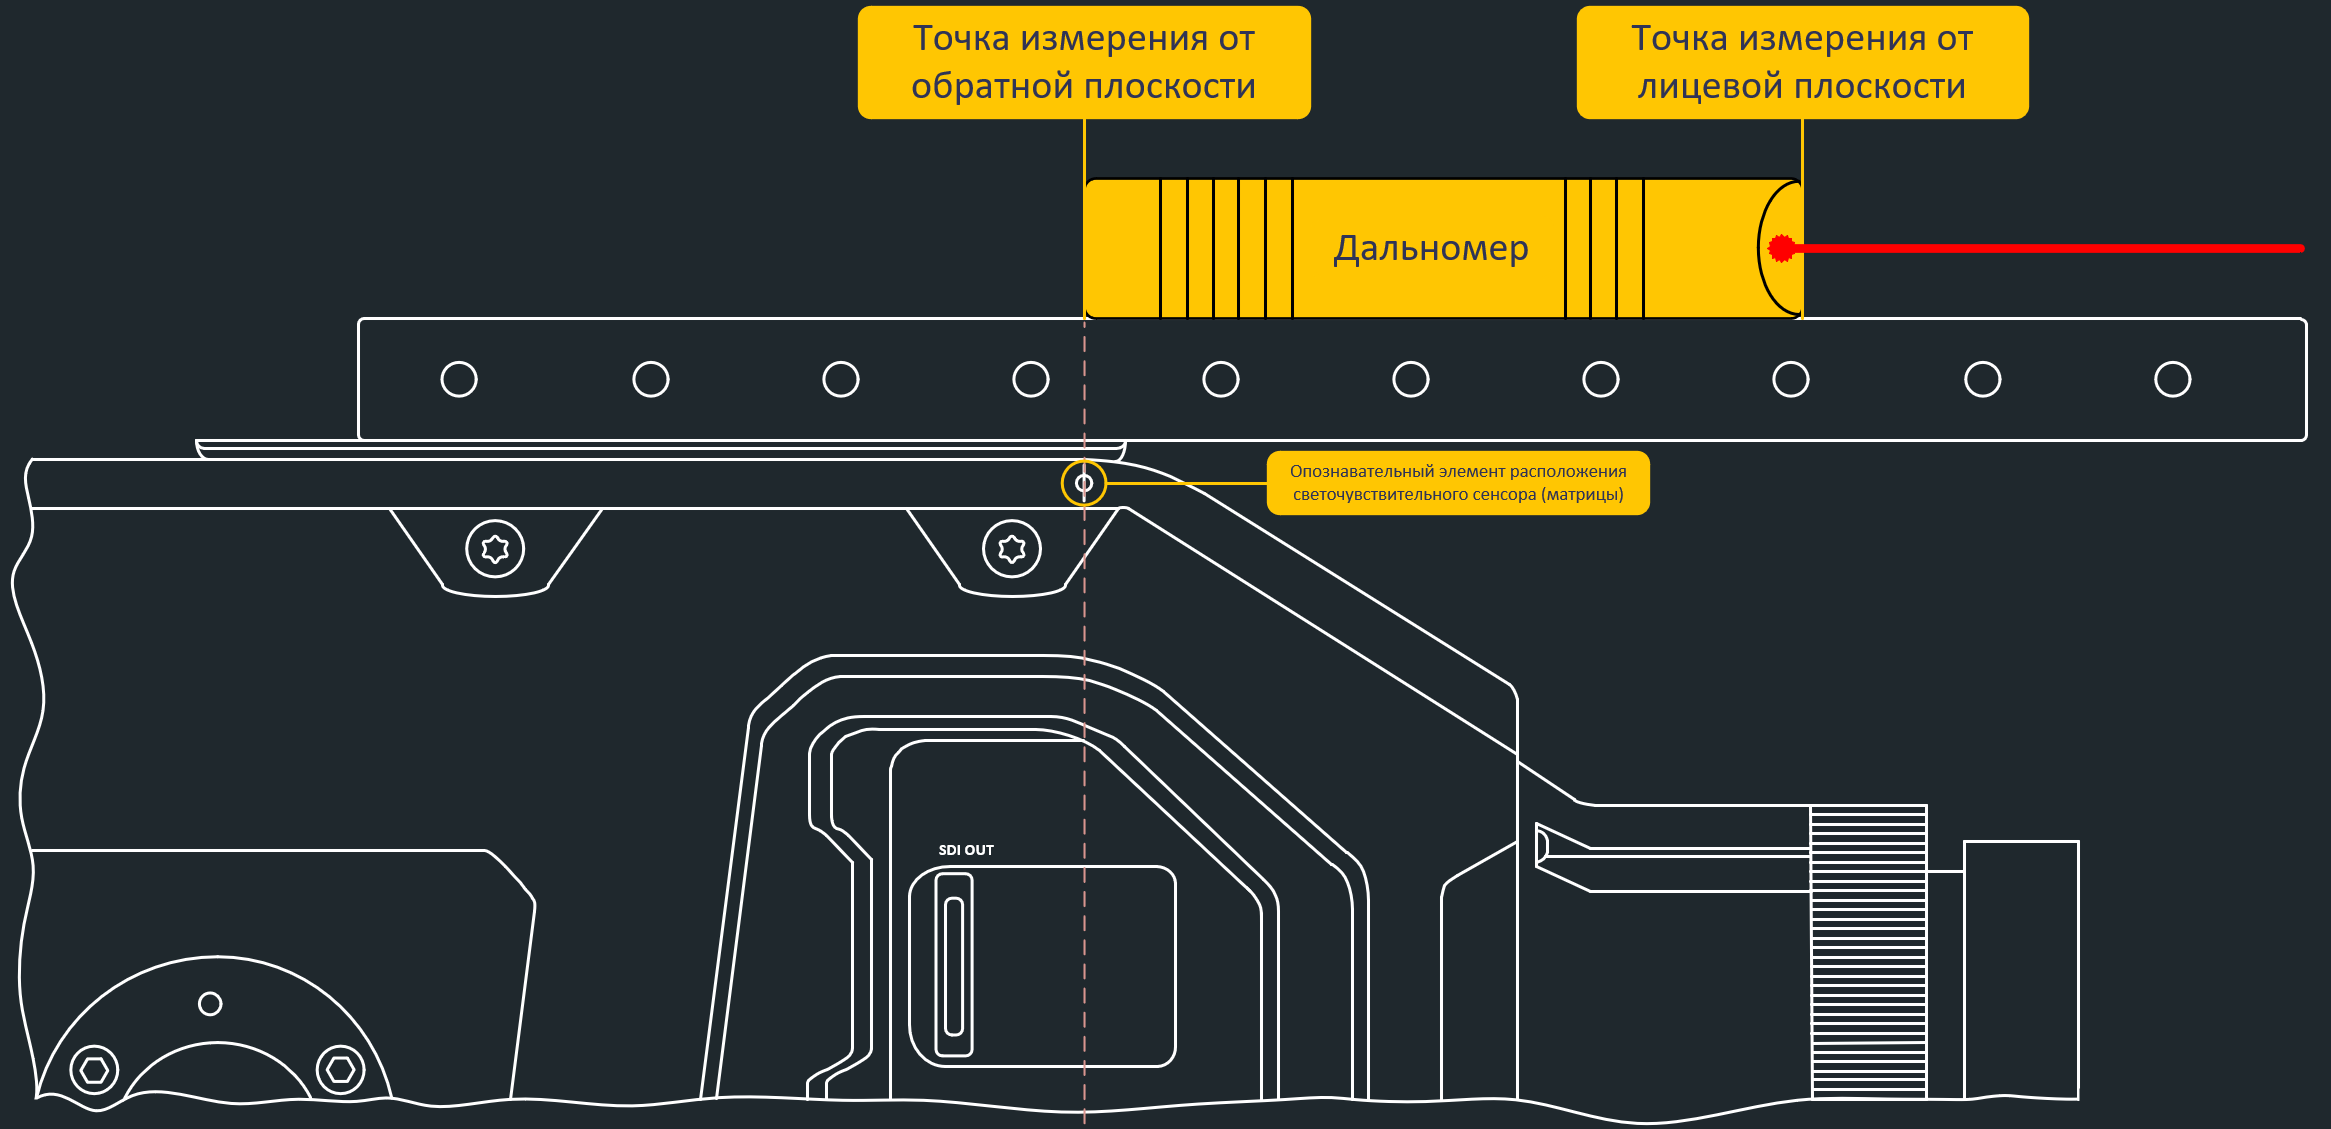 Точка измерения от
обратной плоскости
Точка измерения от
лицевой плоскости
Дальномер
Опознавательный элемент расположения
светочувствительного сенсора (матрицы)
SDI OUT